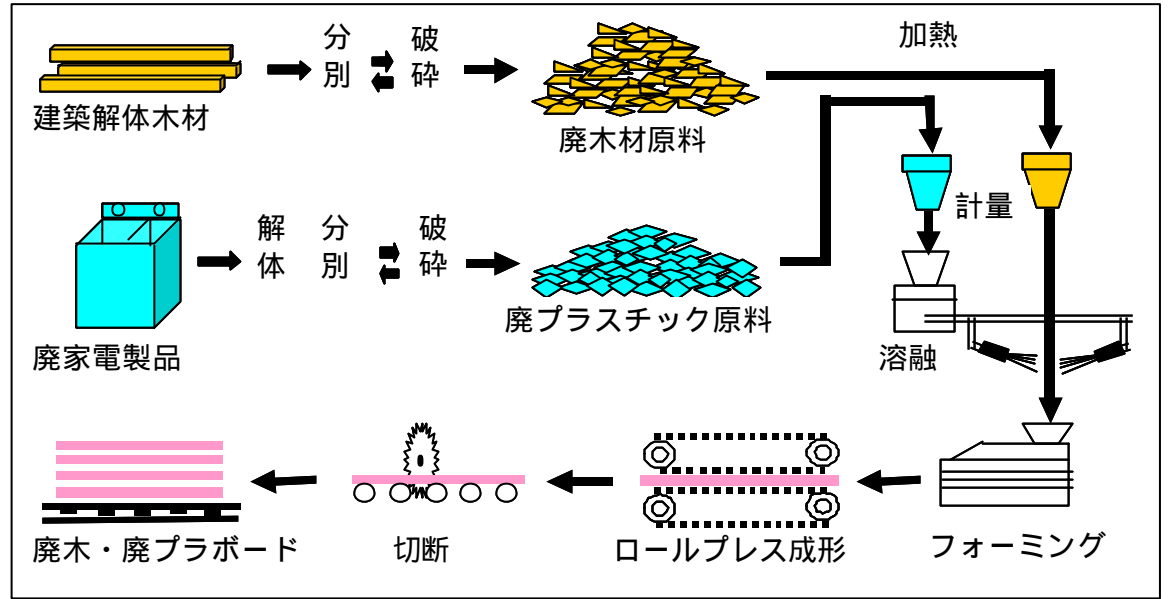 分別
破砕
加熱
建築解体木材
廃木材原料
計量
解体
分別
破砕
廃プラスチック原料
廃家電製品
溶融
廃木・廃プラボード
切断
ロールプレス成形
フォーミング